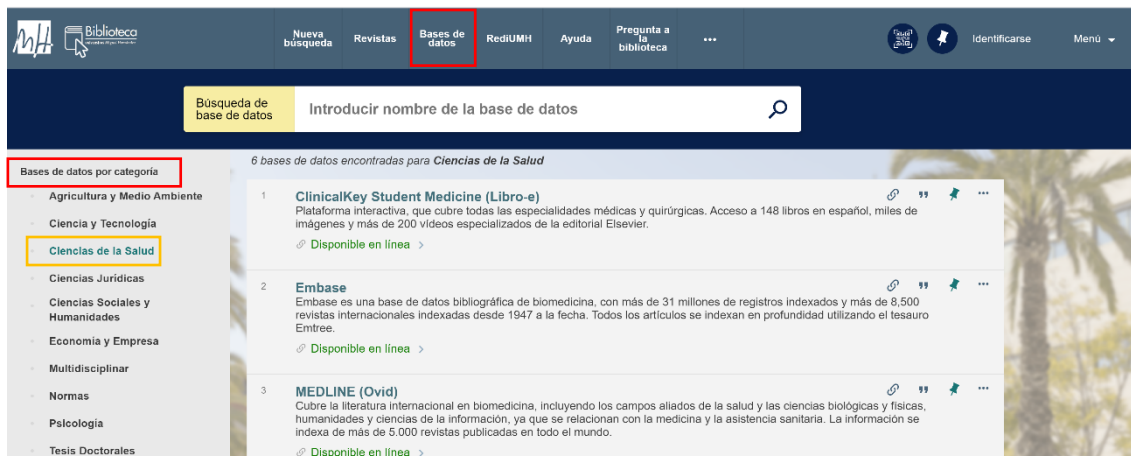 Biblioteca
Nueva búsqueda
Revistas
Bases de datos
RediUMH
Ayuda
Pregunta a la biblioteca
...
Identificarse
Menú
Búsqueda de base de datos
Introducir nombre de la base de datos
Bases de datos por categoría
Agricultura y Medio Ambiente
Ciencia y Tecnología
Ciencias de la Salud
Ciencias Jurídicas
Ciencias Sociales y
Humanidades
Economía y Empresa
Multidisciplinar
Normas
Psicología
Tesis Doctorales
6 bases de datos encontradas para Ciencias de la Salud
1
ClinicalKey Student Medicine (Libro-e)
Plataforma interactiva, que cubre todas las especialidades médicas y quirúrgicas. Acceso a 148 libros en español, miles de
imágenes y más de 200 vídeos especializados de la editorial Elsevier.
Disponible en línea >
2
Embase
Embase es una base de datos bibliográfica de biomedicina, con más de 31 millones de registros indexados y más de 8,500
revistas internacionales indexadas desde 1947 a la fecha. Todos los artículos se indexan en profundidad utilizando el tesauro
Emtree.
Disponible en línea >
3
MEDLINE (Ovid)
Cubre la literatura internacional en biomedicina, incluyendo los campos aliados de la salud y las ciencias biológicas y físicas,
humanidades y ciencias de la información, ya que se relacionan con la medicina y la asistencia sanitaria. La información se
indexa de más de 5.000 revistas publicadas en todo el mundo.
Disponible en línea >